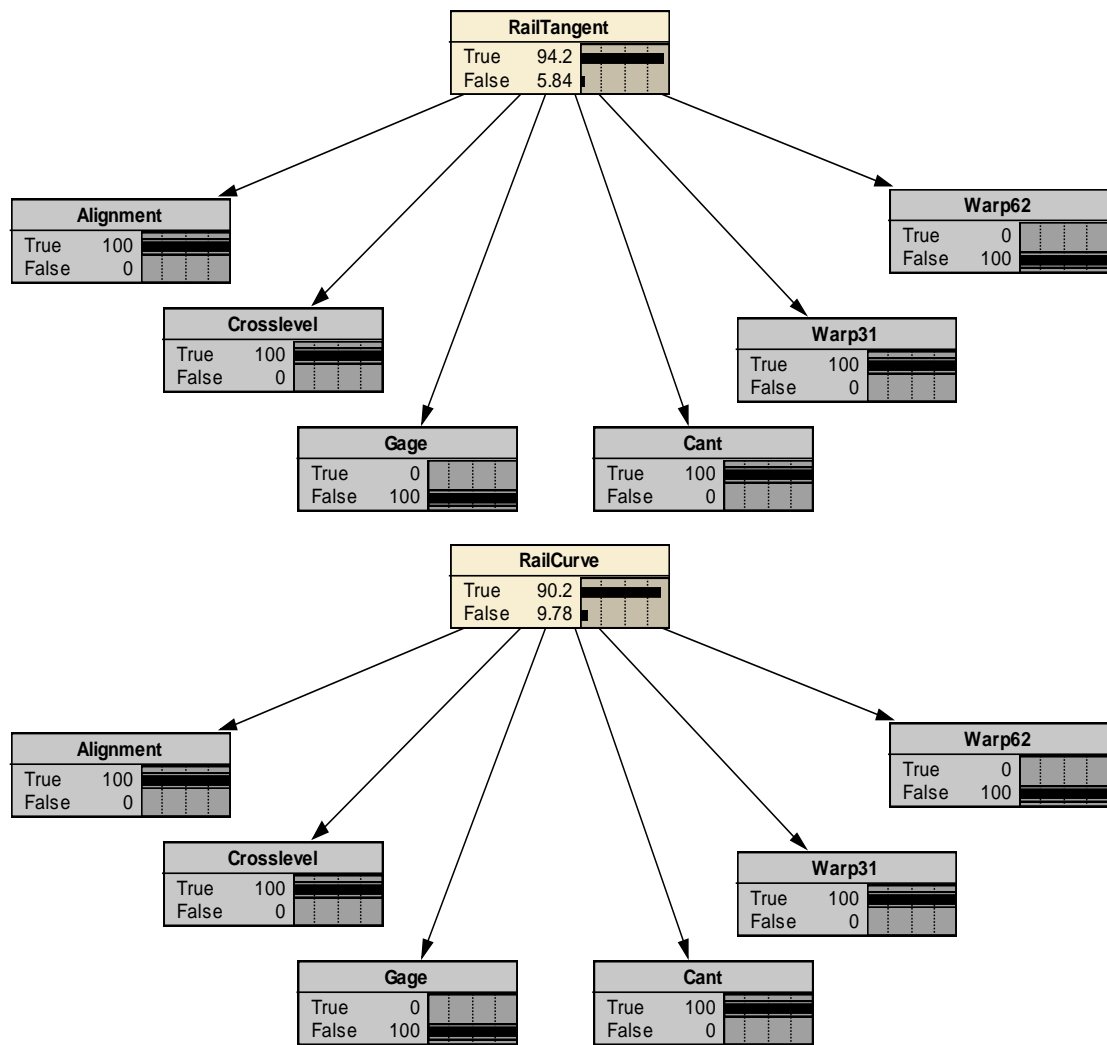 RailTangent
True 94.2
False 5.84
Alignment
True 100
False 0
Warp62
True 0
False 100
Crosslevel
True 100
False 0
Warp31
True 100
False 0
Gage
True 0
False 100
Cant
True 100
False 0
RailCurve
True 90.2
False 9.78
Alignment
True 100
False 0
Warp62
True 0
False 100
Crosslevel
True 100
False 0
Warp31
True 100
False 0
Gage
True 0
False 100
Cant
True 100
False 0